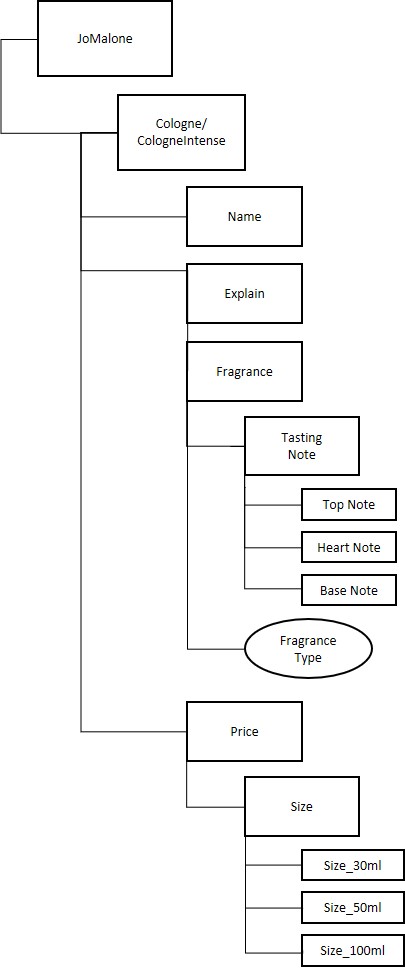 JoMalone
Cologne/
CologneIntense
Name
Explain
Fragrance
Tasting
Note
Top Note
Heart Note
Base Note
Fragrance
Type
Price
Size
Size_30ml
Size_50ml
Size_100ml